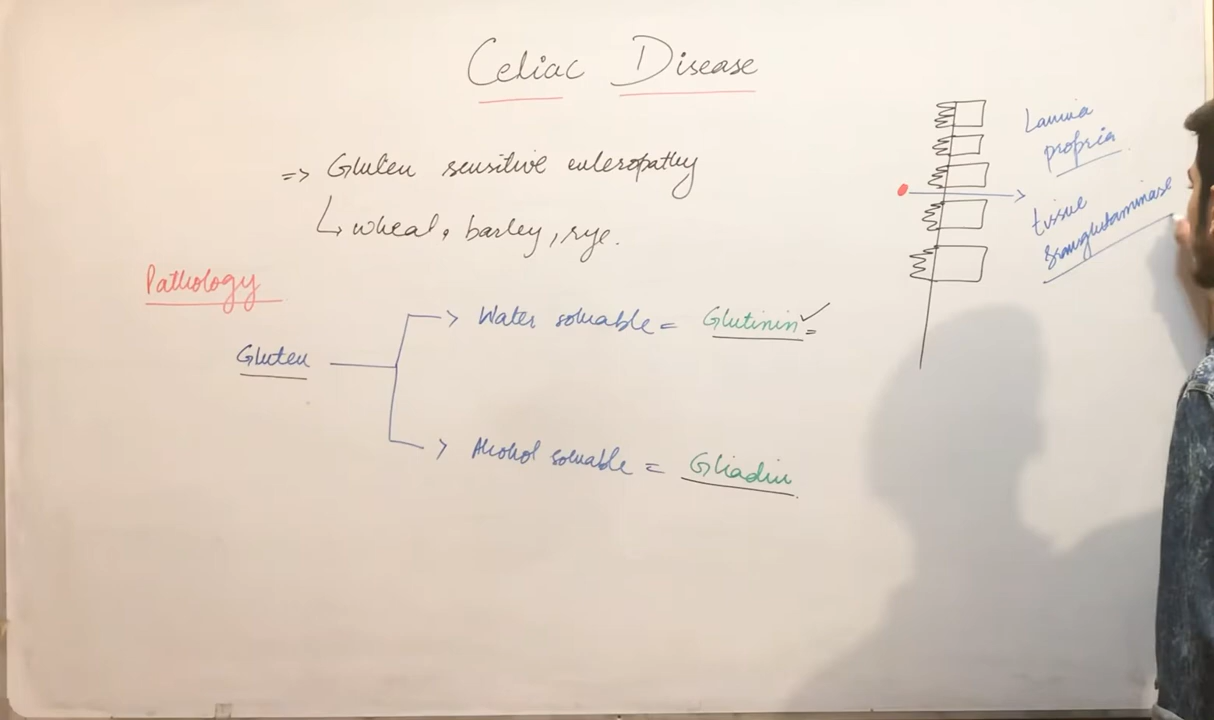 Celiac Disease
=> Gluten sensitive enteropathy
wheat, barley, rye.
Pathology
Gluten
Water soluable = Glutinin =
Alcohol soluable = Gliadin
Lamina
propria
tissue
transglutaminase